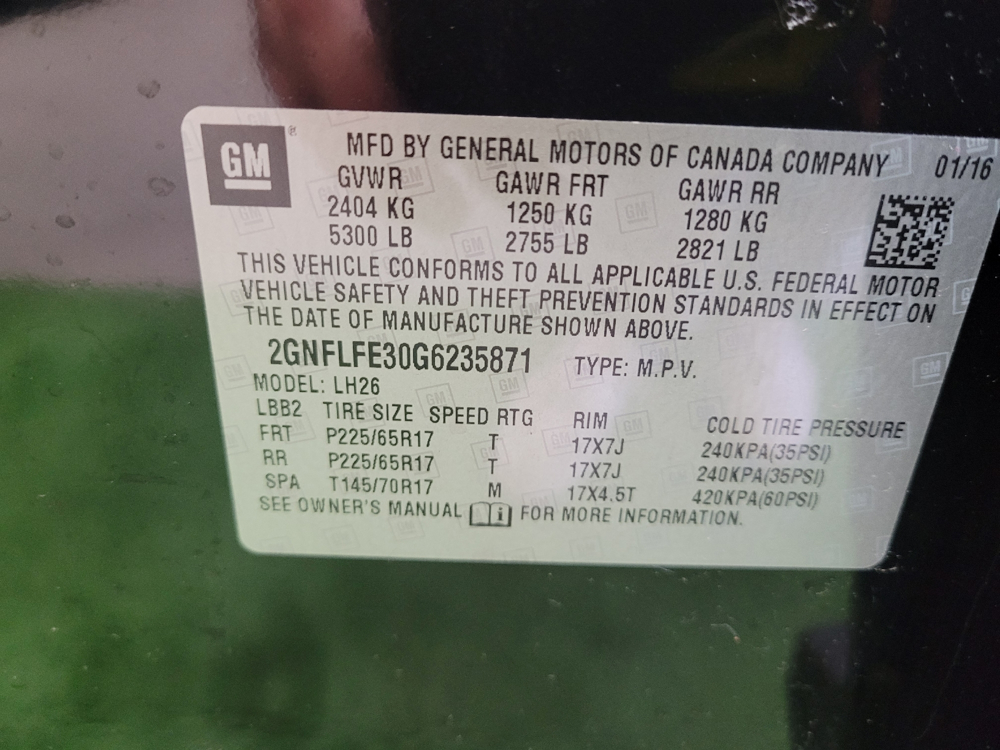 GM ®
MFD BY GENERAL MOTORS OF CANADA COMPANY 01/16
GVWR GAWR FRT GAWR RR
2404 KG 1250 KG 1280 KG
5300 LB 2755 LB 2821 LB
THIS VEHICLE CONFORMS TO ALL APPLICABLE U.S. FEDERAL MOTOR
VEHICLE SAFETY AND THEFT PREVENTION STANDARDS IN EFFECT ON
THE DATE OF MANUFACTURE SHOWN ABOVE.
2GNFLFE30G6235871 TYPE: M.P.V.
MODEL: LH26
LBB2 TIRE SIZE SPEED RTG RIM COLD TIRE PRESSURE
FRT P225/65R17 T 17X7J 240KPA(35PSI)
RR P225/65R17 T 17X7J 240KPA(35PSI)
SPA T145/70R17 M 17X4.5T 420KPA(60PSI)
SEE OWNER'S MANUAL i FOR MORE INFORMATION.